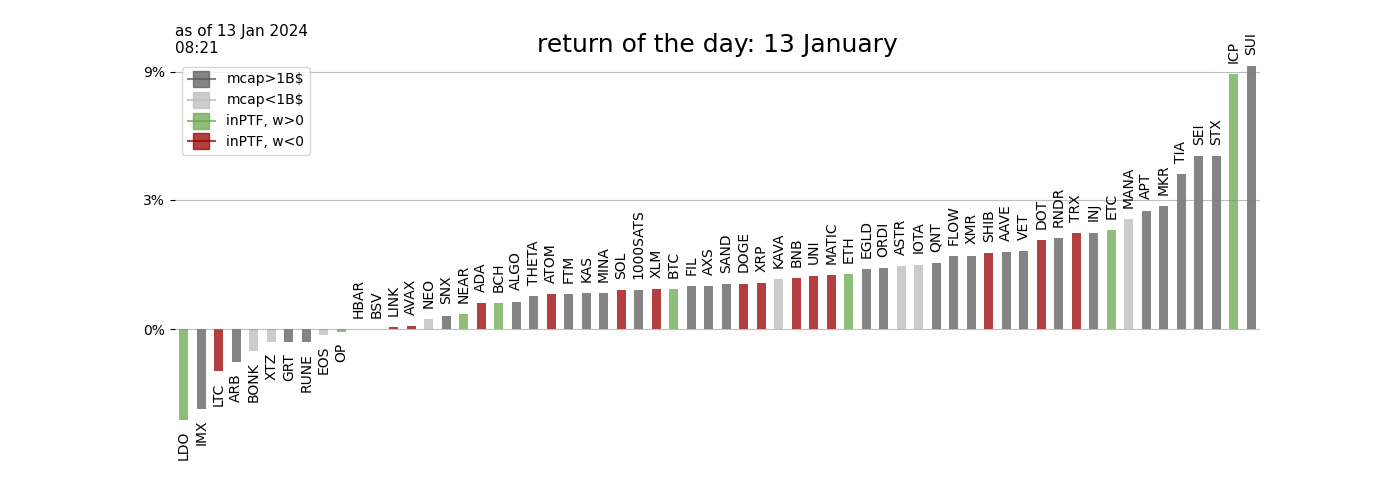 as of 13 Jan 2024
08:21
return of the day: 13 January
mcap>1B$
mcap<1B$
inPTF, w>0
inPTF, w<0
9%
3%
0%
LDO
IMX
LTC
ARB
BONK
XTZ
GRT
RUNE
EOS
OP
HBAR
BSV
LINK
AVAX
NEO
SNX
NEAR
ADA
BCH
ALGO
THETA
ATOM
FTM
KAS
MINA
SOL
1000SATS
XLM
BTC
FIL
AXS
SAND
DOGE
XRP
KAVA
BNB
UNI
MATIC
ETH
EGLD
ORDI
ASTR
IOTA
QNT
FLOW
XMR
SHIB
AAVE
VET
DOT
RNDR
TRX
INJ
ETC
MANA
APT
MKR
TIA
SEI
STX
ICP
SUI